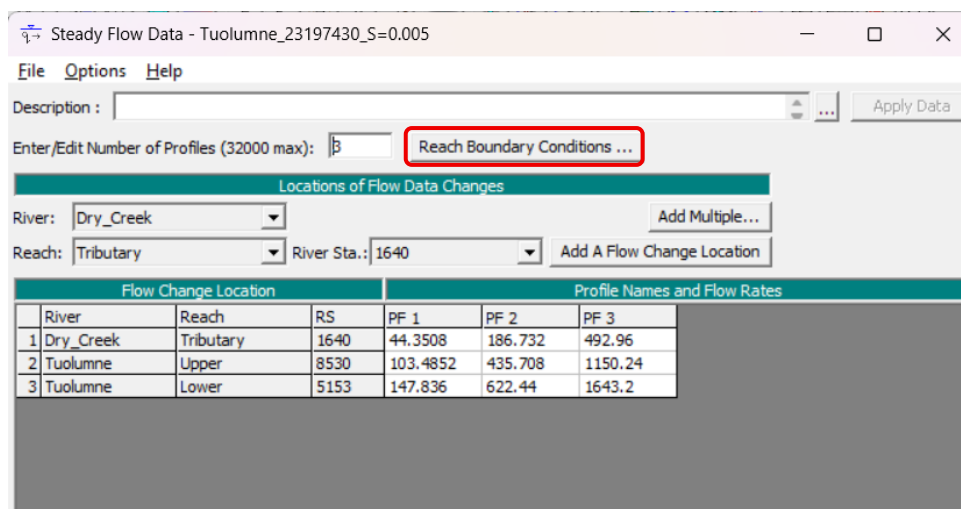 Steady Flow Data - Tuolumne_23197430_S=0.005
File Options Help
Description : ... Apply Data
Enter/Edit Number of Profiles (32000 max): 3 Reach Boundary Conditions ...
Locations of Flow Data Changes
River: Dry_Creek Add Multiple...
Reach: Tributary River Sta.: 1640 Add A Flow Change Location
Flow Change Location Profile Names and Flow Rates
River Reach RS PF 1 PF 2 PF 3
1 Dry_Creek Tributary 1640 44.3508 186.732 492.96
2 Tuolumne Upper 8530 103.4852 435.708 1150.24
3 Tuolumne Lower 5153 147.836 622.44 1643.2